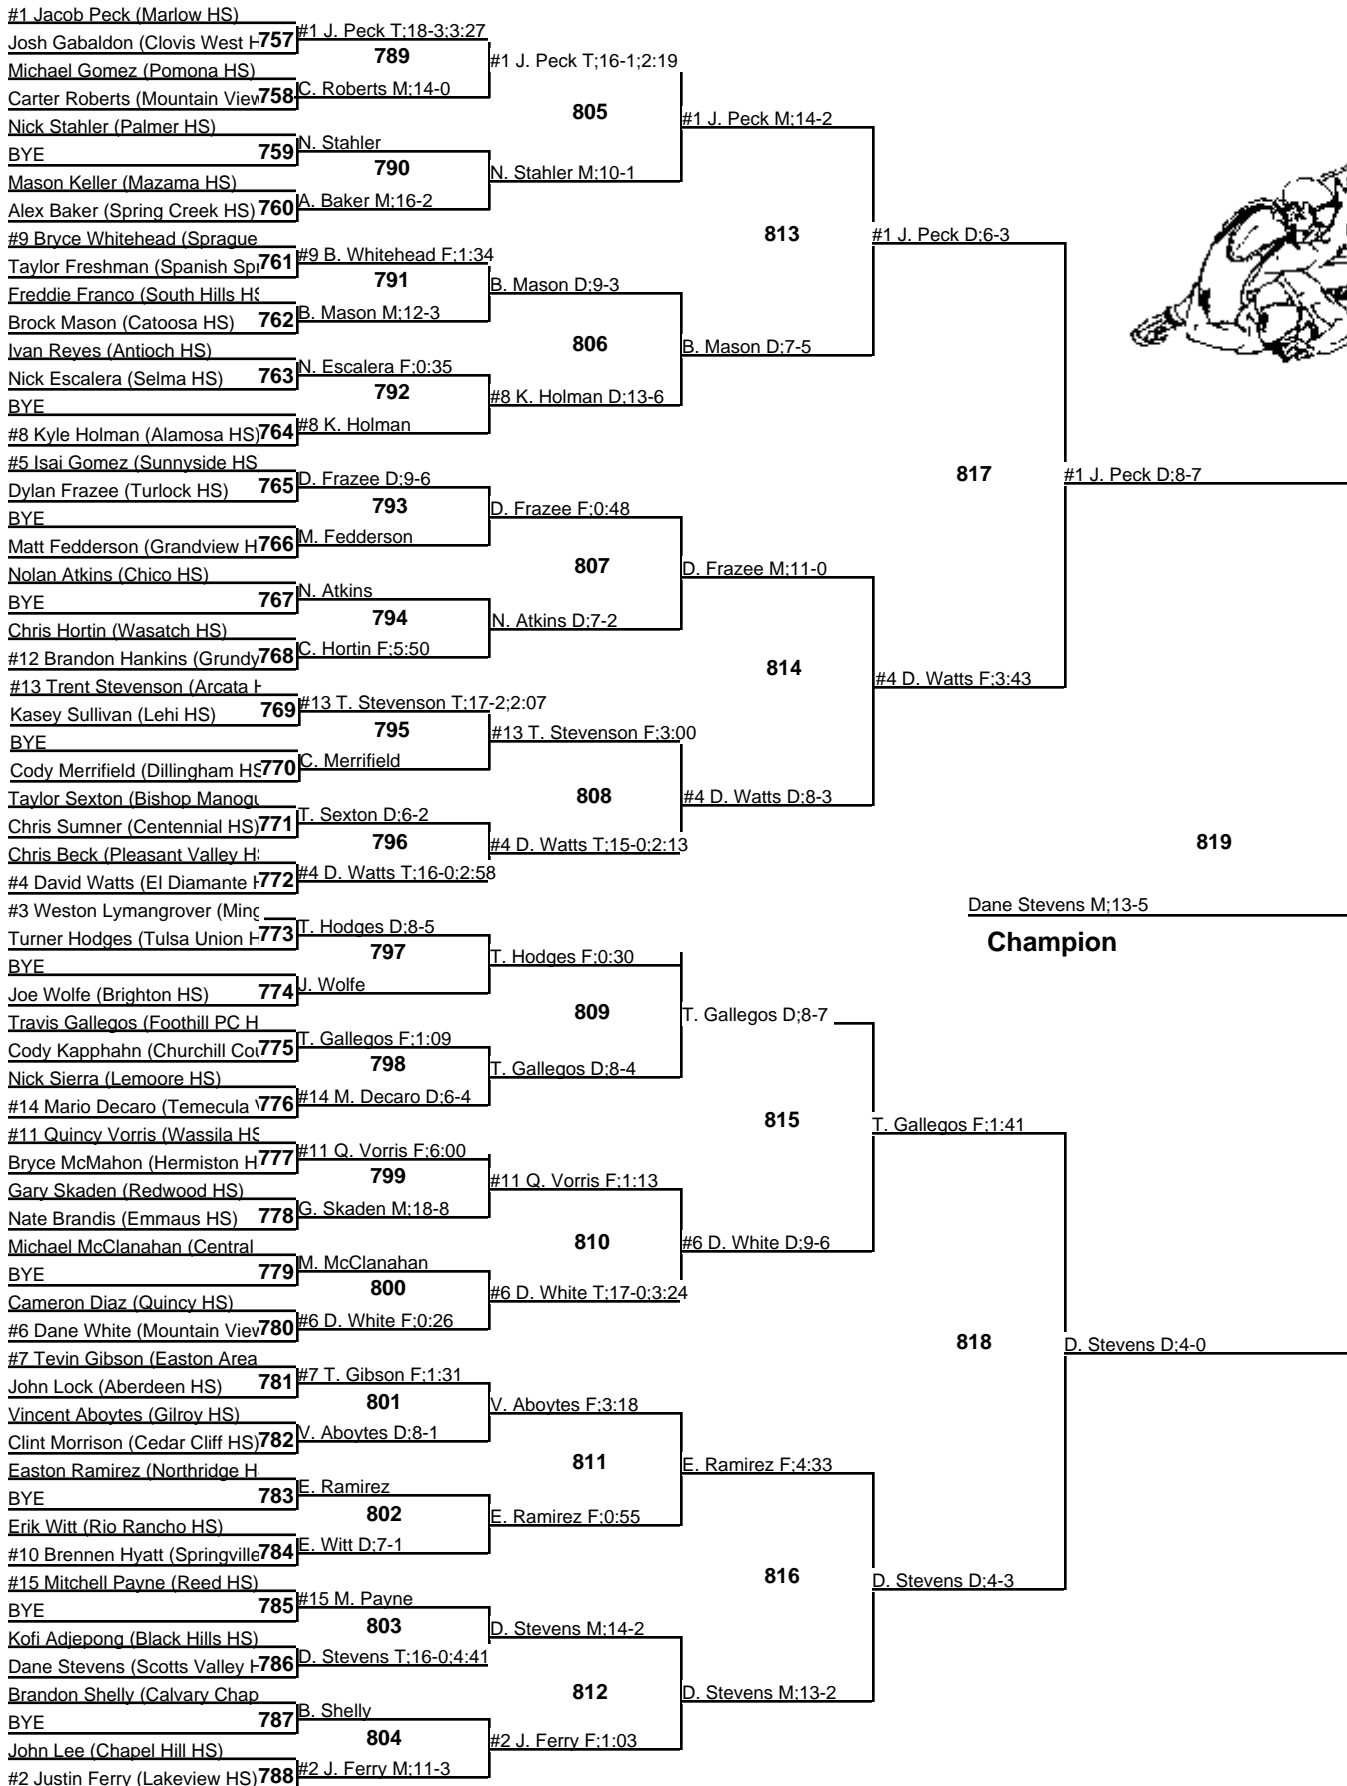 #1 Jacob Peck (Marlow HS)
Josh Gabaldon (Clovis West H 757
Michael Gomez (Pomona HS)
Carter Roberts (Mountain View 758
Nick Stahler (Palmer HS)
BYE 759
Mason Keller (Mazama HS)
Alex Baker (Spring Creek HS) 760
#9 Bryce Whitehead (Sprague
Taylor Freshman (Spanish Spr 761
Freddie Franco (South Hills HS
Brock Mason (Catoosa HS) 762
Ivan Reyes (Antioch HS)
Nick Escalera (Selma HS) 763
BYE
#8 Kyle Holman (Alamosa HS) 764
#5 Isai Gomez (Sunnyside HS
Dylan Frazee (Turlock HS) 765
BYE
Matt Fedderson (Grandview H 766
Nolan Atkins (Chico HS)
BYE 767
Chris Hortin (Wasatch HS)
#12 Brandon Hankins (Grundy 768
#13 Trent Stevenson (Arcata H
Kasey Sullivan (Lehi HS) 769
BYE
Cody Merrifield (Dillingham HS 770
Taylor Sexton (Bishop Manogu
Chris Sumner (Centennial HS) 771
Chris Beck (Pleasant Valley HS
#4 David Watts (El Diamante H 772
#3 Weston Lymangrover (Ming
Turner Hodges (Tulsa Union H 773
BYE
Joe Wolfe (Brighton HS) 774
Travis Gallegos (Foothill PC H
Cody Kapphahn (Churchill Cou 775
Nick Sierra (Lemoore HS)
#14 Mario Decaro (Temecula V 776
#11 Quincy Vorris (Wassila HS
Bryce McMahon (Hermiston H 777
Gary Skaden (Redwood HS)
Nate Brandis (Emmaus HS) 778
Michael McClanahan (Central
BYE 779
Cameron Diaz (Quincy HS)
#6 Dane White (Mountain View 780
#7 Tevin Gibson (Easton Area
John Lock (Aberdeen HS) 781
Vincent Aboytes (Gilroy HS)
Clint Morrison (Cedar Cliff HS) 782
Easton Ramirez (Northridge H
BYE 783
Erik Witt (Rio Rancho HS)
#10 Brennen Hyatt (Springville 784
#15 Mitchell Payne (Reed HS)
BYE 785
Kofi Adjepong (Black Hills HS)
Dane Stevens (Scotts Valley H 786
Brandon Shelly (Calvary Chap
BYE 787
John Lee (Chapel Hill HS)
#2 Justin Ferry (Lakeview HS) 788
#1 J. Peck T;18-3;3:27
789
C. Roberts M;14-0
N. Stahler
790
A. Baker M;16-2
#9 B. Whitehead F;1:34
791
B. Mason M;12-3
N. Escalera F;0:35
792
#8 K. Holman
D. Frazee D;9-6
793
M. Fedderson
N. Atkins
794
C. Hortin F;5:50
#13 T. Stevenson T;17-2;2:07
795
C. Merrifield
T. Sexton D;6-2
796
#4 D. Watts T;16-0;2:58
T. Hodges D;8-5
797
J. Wolfe
T. Gallegos F;1:09
798
#14 M. Decaro D;6-4
#11 Q. Vorris F;6:00
799
G. Skaden M;18-8
M. McClanahan
800
#6 D. White F;0:26
#7 T. Gibson F;1:31
801
V. Aboytes D;8-1
E. Ramirez
802
E. Witt D;7-1
#15 M. Payne
803
D. Stevens T;16-0;4:41
B. Shelly
804
#2 J. Ferry M;11-3
#1 J. Peck T;16-1;2:19
805
N. Stahler M;10-1
B. Mason D;9-3
806
#8 K. Holman D;13-6
D. Frazee F;0:48
807
N. Atkins D;7-2
#13 T. Stevenson F;3:00
808
#4 D. Watts T;15-0;2:13
T. Hodges F;0:30
809
T. Gallegos D;8-4
#11 Q. Vorris F;1:13
810
#6 D. White T;17-0;3:24
V. Aboytes F;3:18
811
E. Ramirez F;0:55
D. Stevens M;14-2
812
#2 J. Ferry F;1:03
#1 J. Peck M;14-2
813
B. Mason D;7-5
D. Frazee M;11-0
814
#4 D. Watts D;8-3
T. Gallegos D;8-7
815
#6 D. White D;9-6
E. Ramirez F;4:33
816
D. Stevens M;13-2
#1 J. Peck D;6-3
817
#4 D. Watts F;3:43
T. Gallegos F;1:41
818
D. Stevens D;4-3
#1 J. Peck D;8-7
819
D. Stevens D;4-0
Dane Stevens M;13-5
Champion